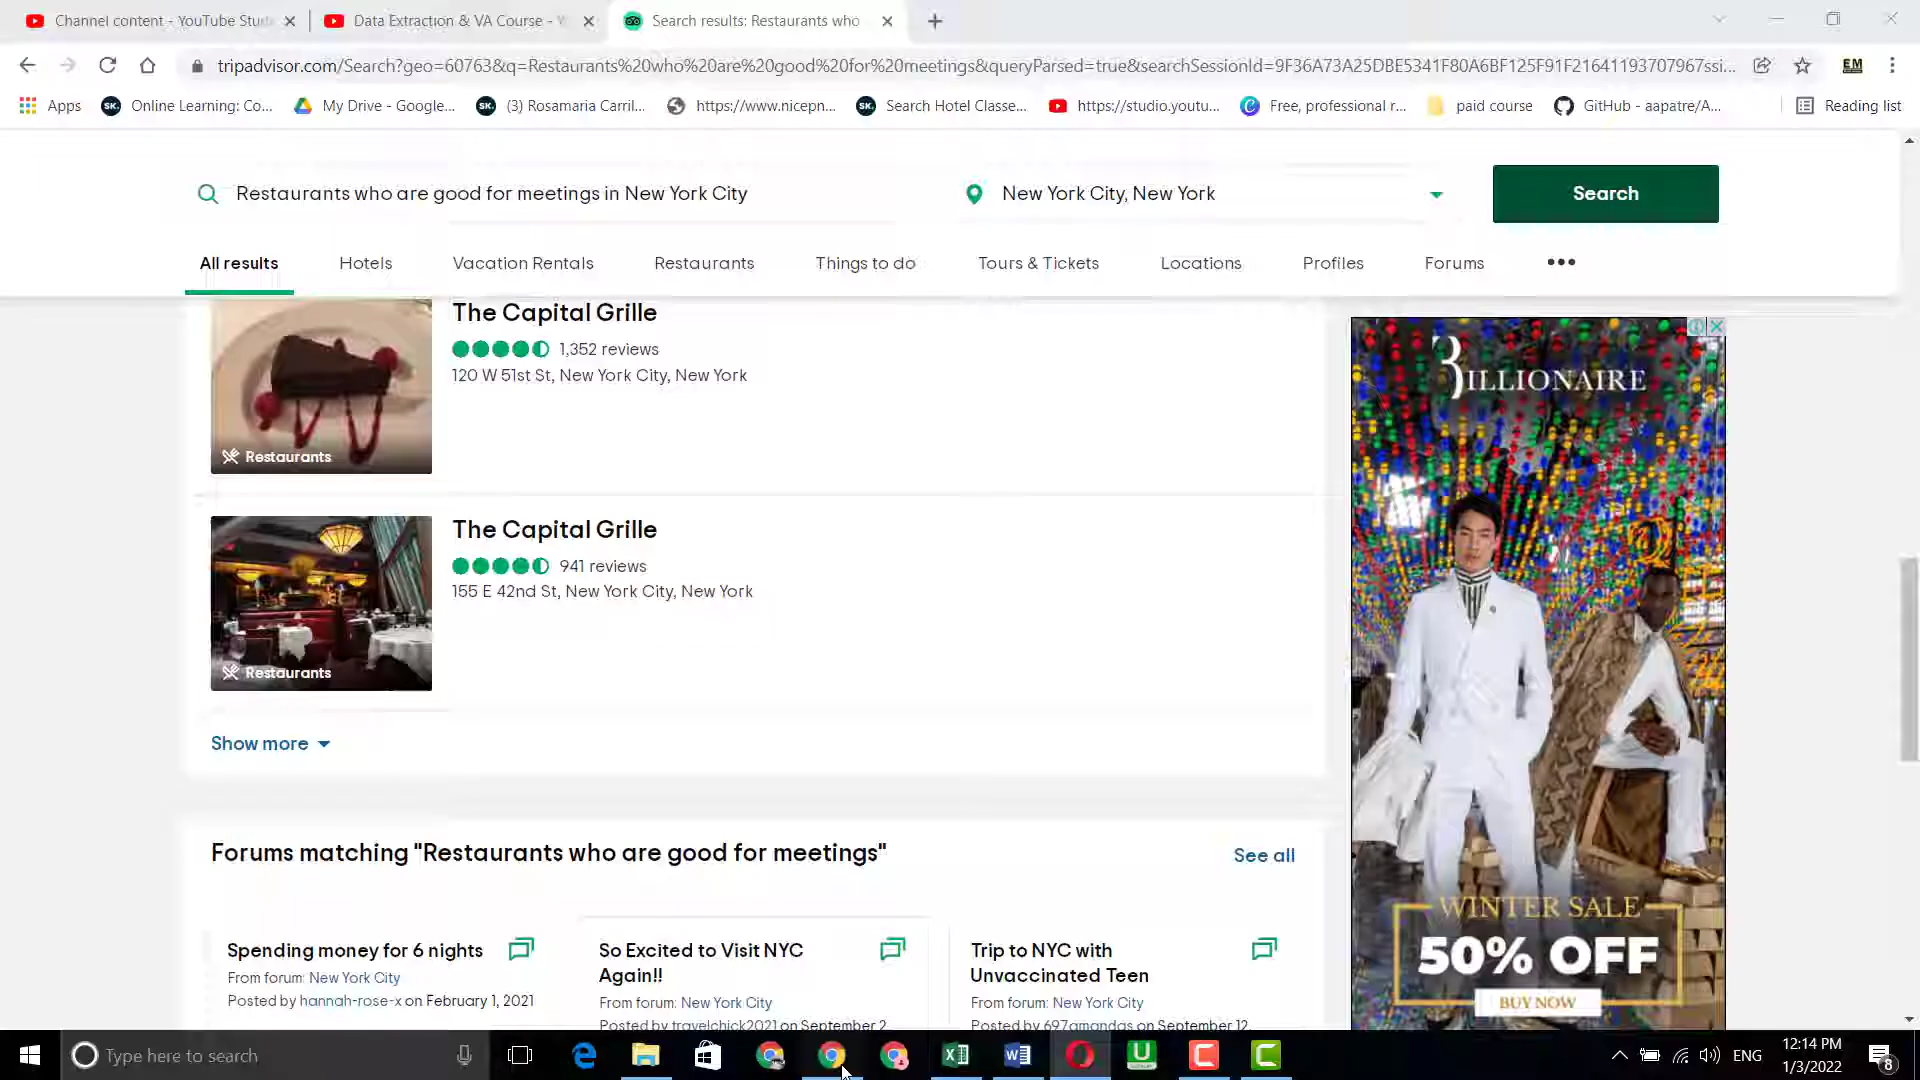 Channel content - YouTube Stud
Data Extraction & VA Course -
Search results: Restaurants who
tripadvisor.com/Search?geo=60763&q=Restaurants%20who%20are%20good%20for%20meetings&queryParsed=true&searchSessionId=9F36A73A25DBE5341F80A6BF125F91F21641193707967ssi...
EM
Apps
SK. Online Learning: Co...
My Drive - Google...
SK. (3) Rosamaria Carril...
https://www.nicepn...
SK. Search Hotel Classe...
https://studio.youtu...
Free, professional r...
paid course
GitHub - aapatre/A...
Reading list
Restaurants who are good for meetings in New York City
New York City, New York
Search
All results
Hotels
Vacation Rentals
Restaurants
Things to do
Tours & Tickets
Locations
Profiles
Forums
The Capital Grille
1,352 reviews
120 W 51st St, New York City, New York
Restaurants
The Capital Grille
941 reviews
155 E 42nd St, New York City, New York
Restaurants
Show more
BILLIONAIRE
WINTER SALE
50% OFF
BUY NOW
Forums matching "Restaurants who are good for meetings"
See all
Spending money for 6 nights
From forum: New York City
Posted by hannah-rose-x on February 1, 2021
So Excited to Visit NYC
Again!!
From forum: New York City
Posted by travelchick2021 on September 2,
Trip to NYC with
Unvaccinated Teen
From forum: New York City
Posted by 697amandas on September 12,
Type here to search
ENG
12:14 PM
1/3/2022
8